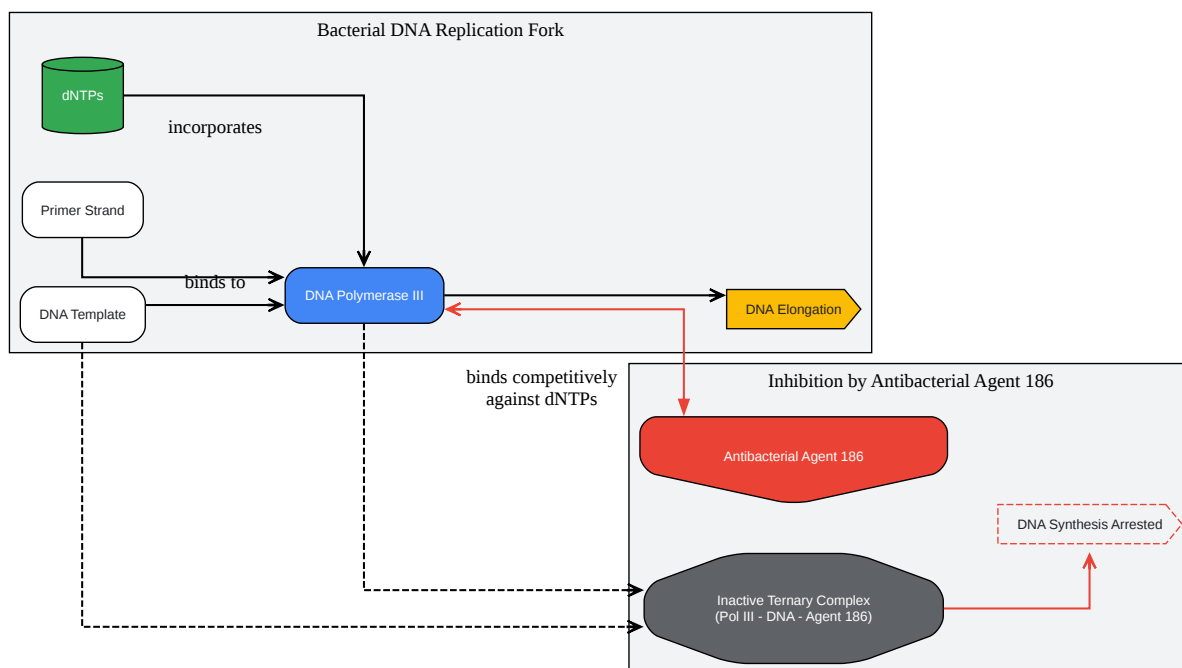 Bacterial DNA Replication Fork
dNTPs
incorporates
Primer Strand
binds to
DNA Polymerase III
DNA Template
DNA Elongation
binds competitively
against dNTPs
Inhibition by Antibacterial Agent 186
Antibacterial Agent 186
DNA Synthesis Arrested
Inactive Ternary Complex
(Pol III - DNA - Agent 186)